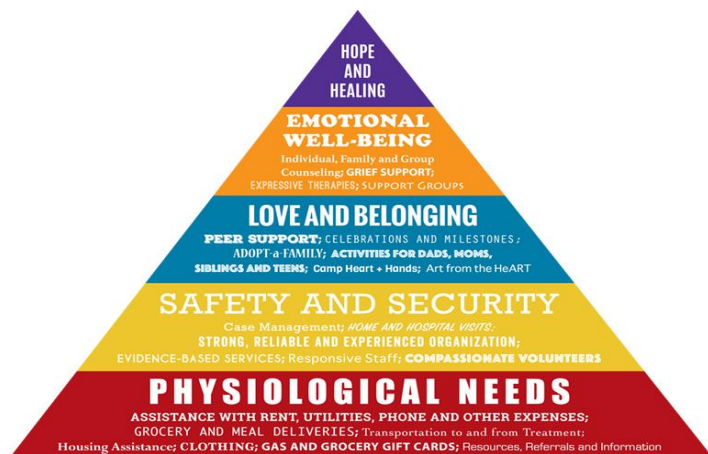 HOPE
AND
HEALING
EMOTIONAL
WELL-BEING
Individual, Family and Group
Counseling; GRIEF SUPPORT;
EXPRESSIVE THERAPIES; SUPPORT GROUPS
LOVE AND BELONGING
PEER SUPPORT; CELEBRATIONS AND MILESTONES;
ADOPT-a-FAMILY; ACTIVITIES FOR DADS, MOMS,
SIBLINGS AND TEENS; Camp Heart + Hands; Art from the HeART
SAFETY AND SECURITY
Case Management; HOME AND HOSPITAL VISITS;
STRONG, RELIABLE AND EXPERIENCED ORGANIZATION;
EVIDENCE-BASED SERVICES; Responsive Staff; COMPASSIONATE VOLUNTEERS
PHYSIOLOGICAL NEEDS
ASSISTANCE WITH RENT, UTILITIES, PHONE AND OTHER EXPENSES;
GROCERY AND MEAL DELIVERIES; Transportation to and from Treatment;
Housing Assistance; CLOTHING; GAS AND GROCERY GIFT CARDS; Resources, Referrals and Information